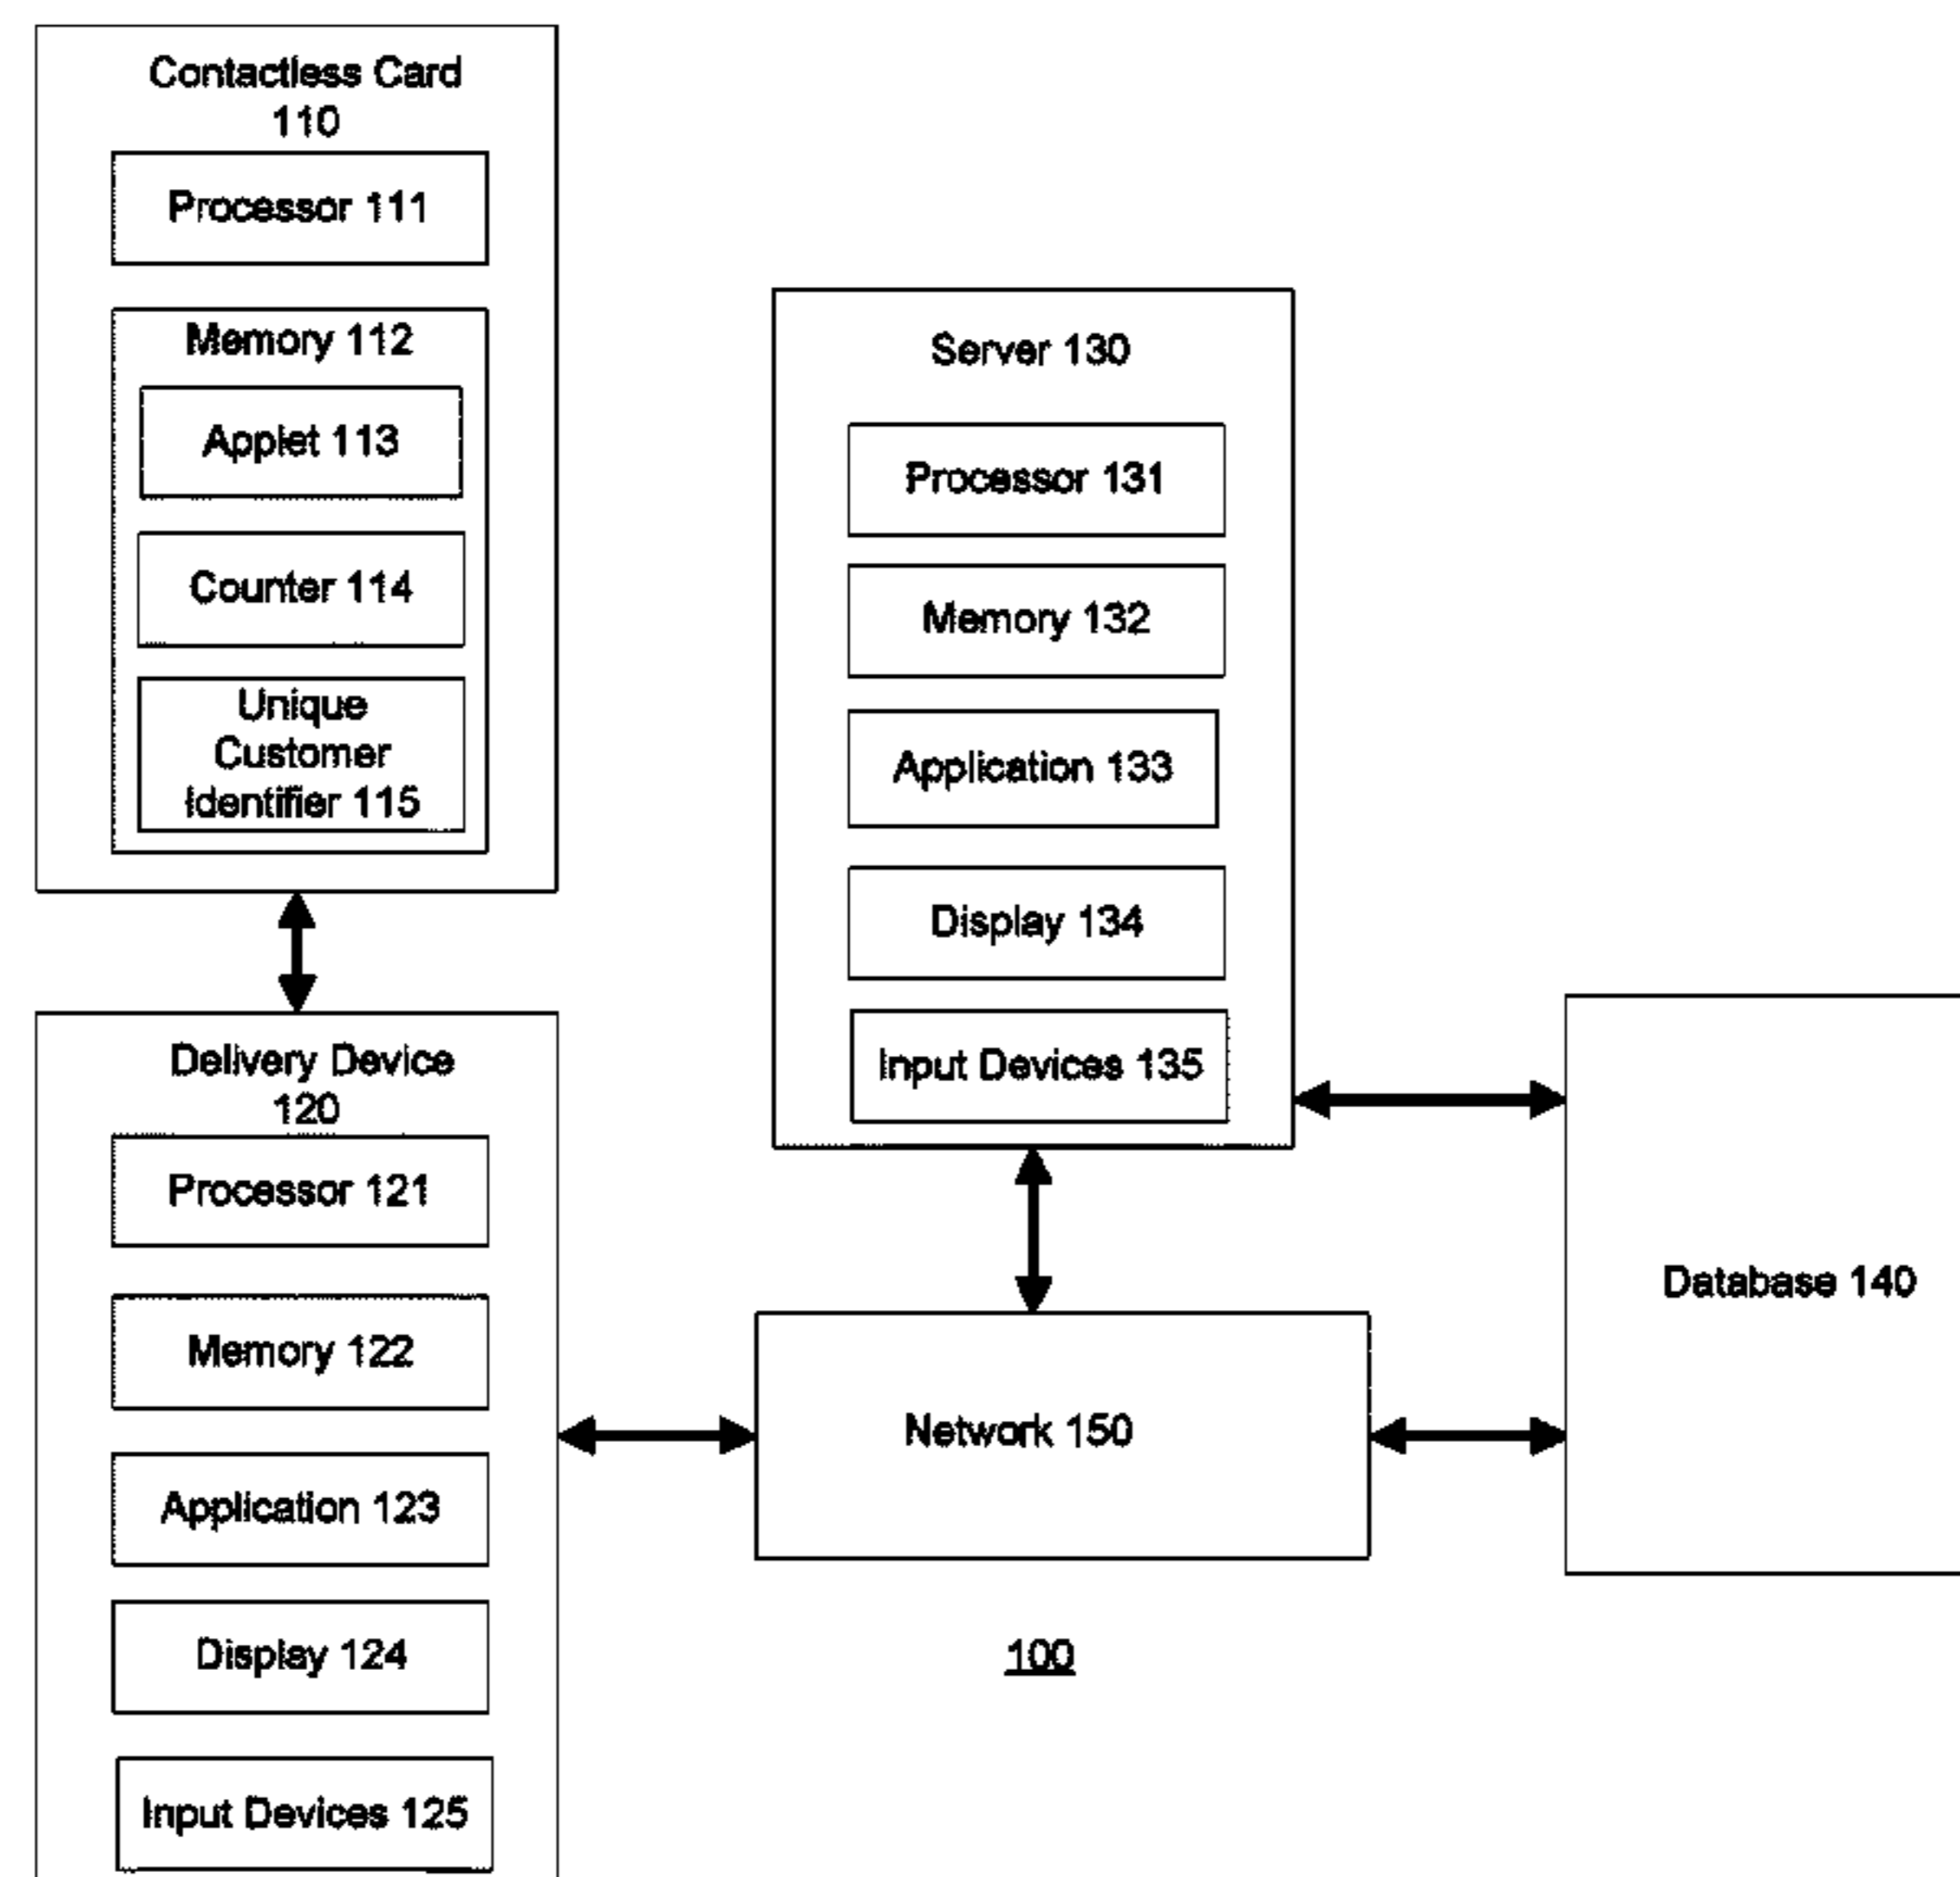 Contactless Card
110
Processor 111
Memory 112
Applet 113
Counter 114
Unique
Customer
Identifier 115
Delivery Device
120
Processor 121
Memory 122
Application 123
Display 124
Input Devices 125
Server 130
Processor 131
Memory 132
Application 133
Display 134
Input Devices 135
Network 150
100
Database 140